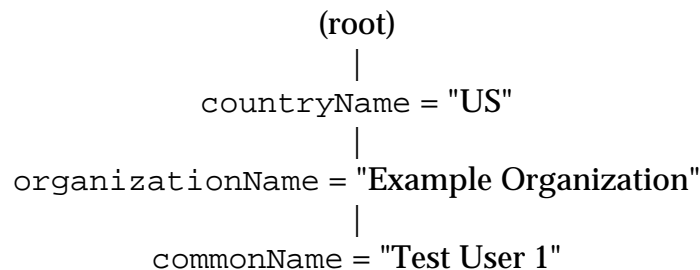 (root)
|
countryName = "US"
|
organizationName = "Example Organization"
|
commonName = "Test User 1"